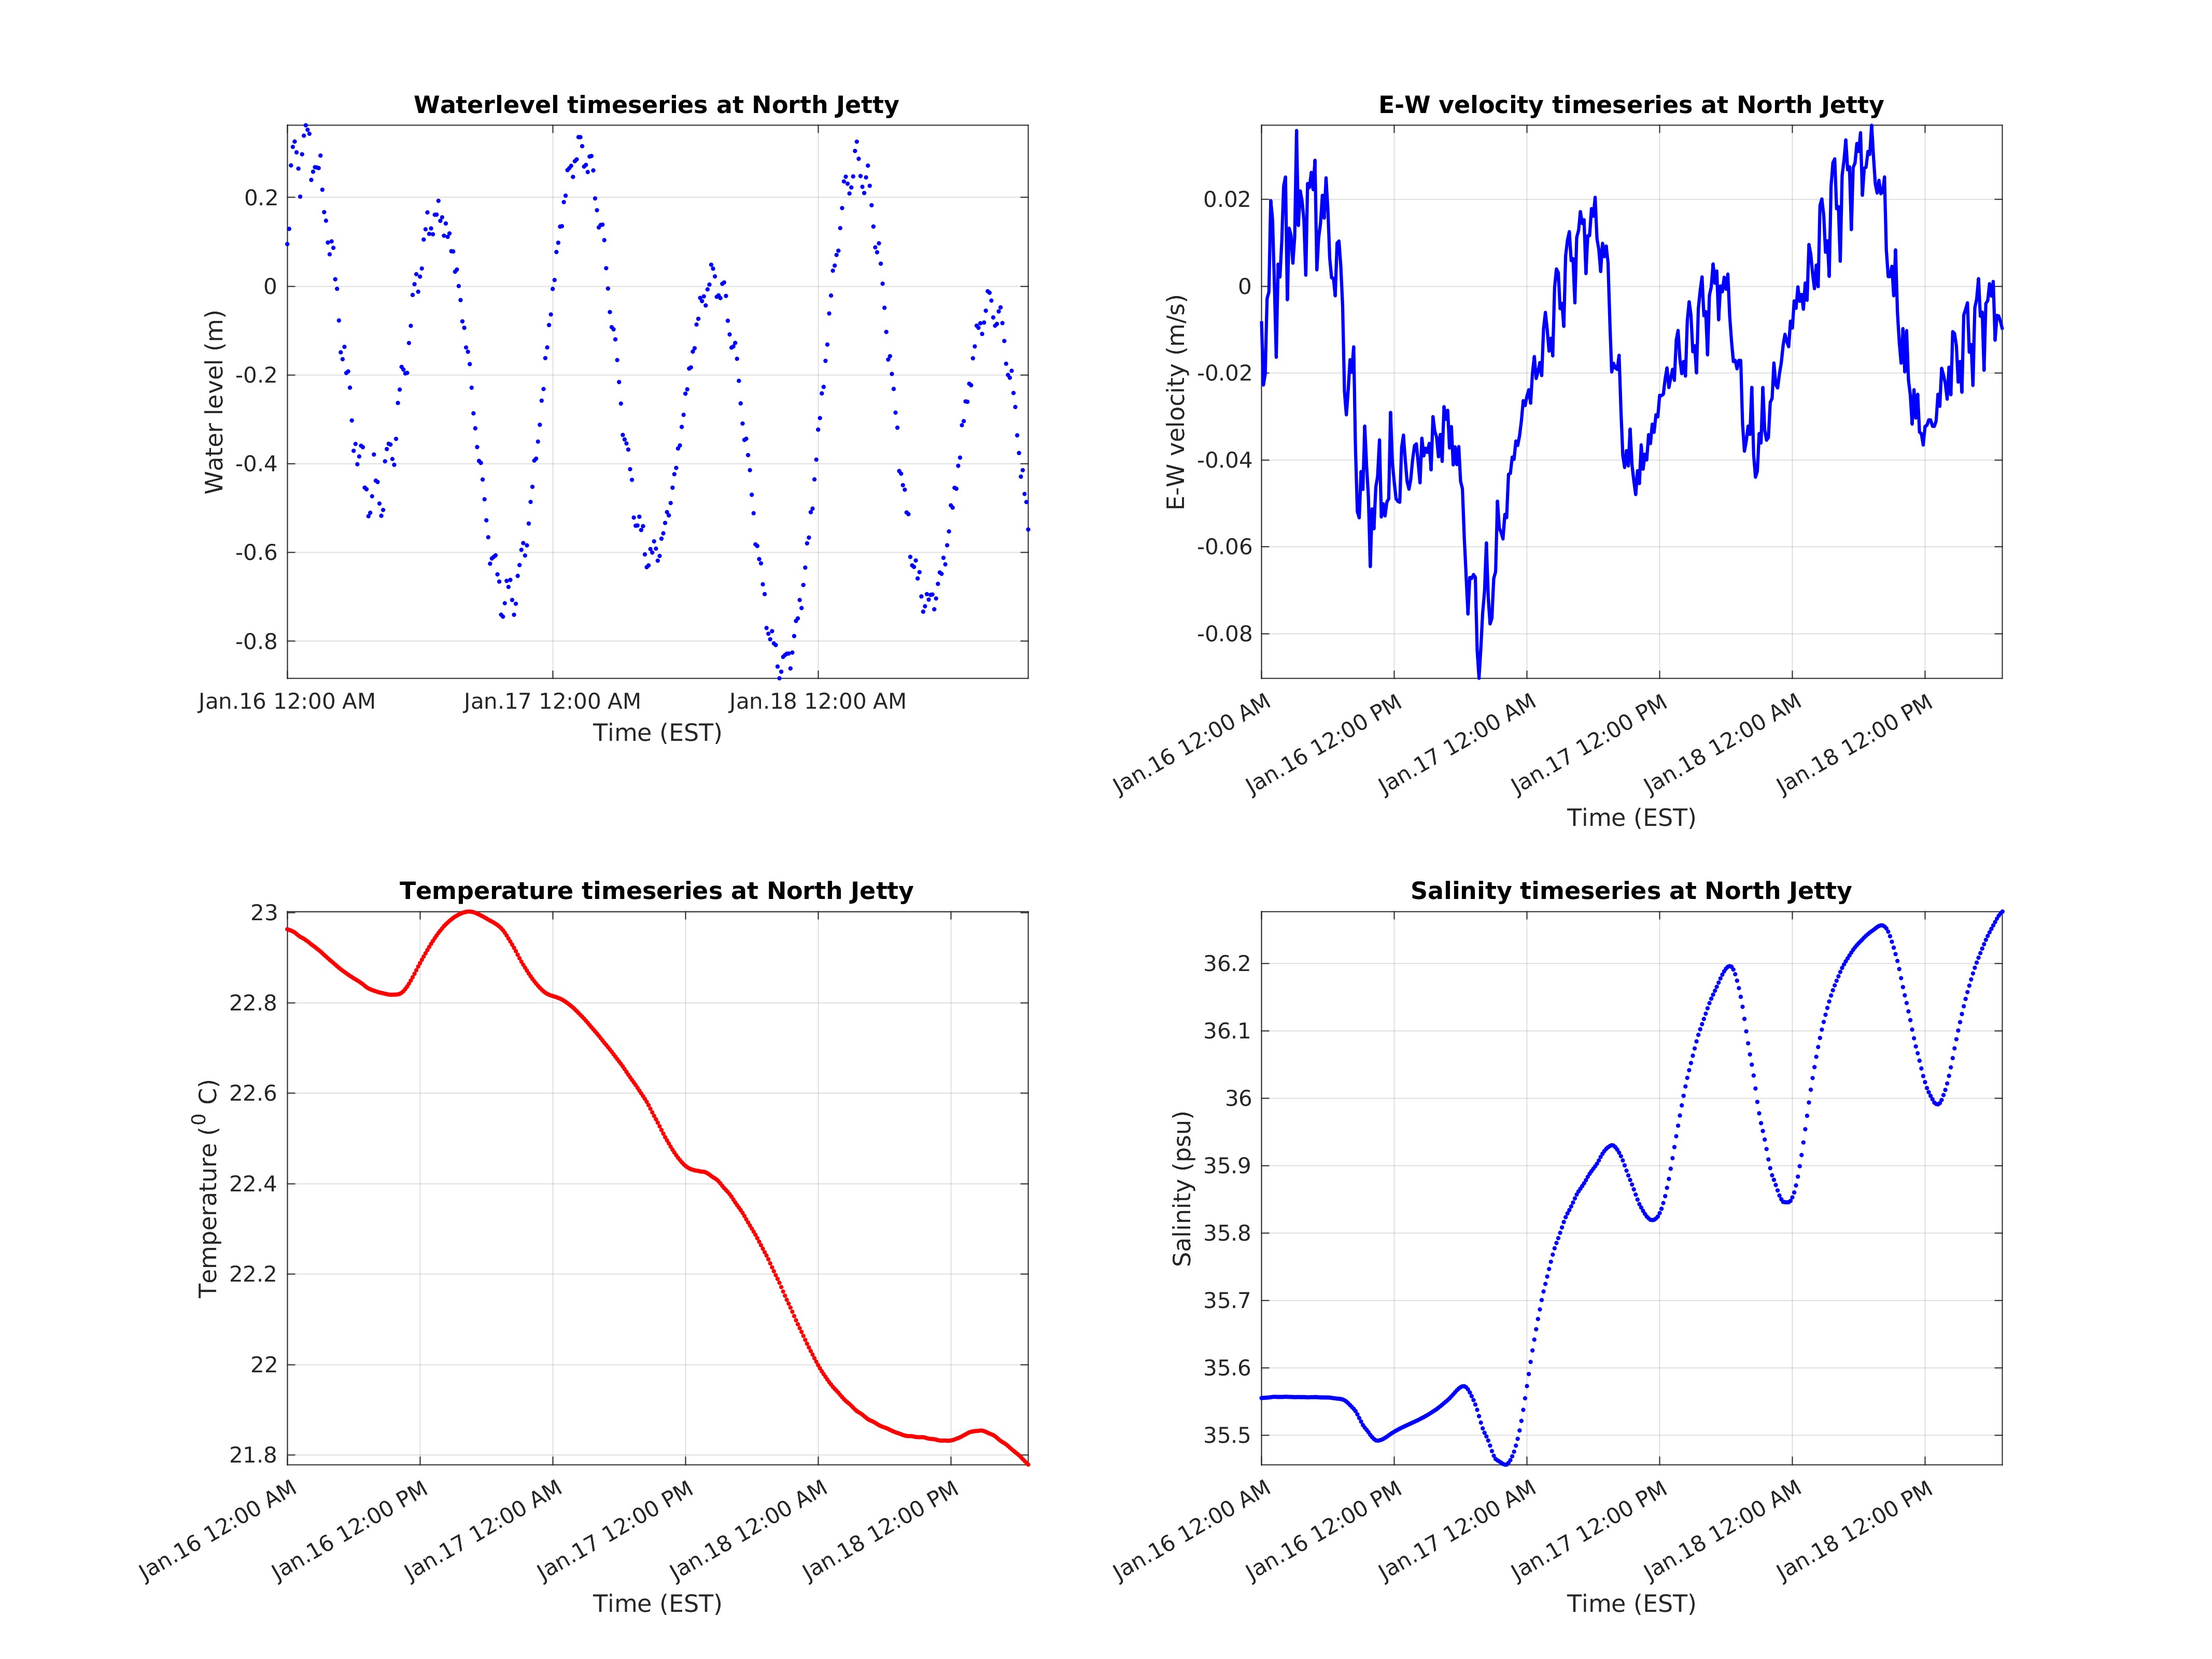 Waterlevel timeseries at North Jetty
0.2
0
-0.2
-0.4
-0.6
-0.8
Water level (m)
Jan.16 12:00 AM
Jan.17 12:00 AM
Jan.18 12:00 AM
Time (EST)
E-W velocity timeseries at North Jetty
0.02
0
-0.02
-0.04
-0.06
-0.08
E-W velocity (m/s)
Jan.16 12:00 AM
Jan.16 12:00 PM
Jan.17 12:00 AM
Jan.17 12:00 PM
Jan.18 12:00 AM
Jan.18 12:00 PM
Time (EST)
Temperature timeseries at North Jetty
23
22.8
22.6
22.4
22.2
22
21.8
Temperature (⁰ C)
Jan.16 12:00 AM
Jan.16 12:00 PM
Jan.17 12:00 AM
Jan.17 12:00 PM
Jan.18 12:00 AM
Jan.18 12:00 PM
Time (EST)
Salinity timeseries at North Jetty
36.2
36.1
36
35.9
35.8
35.7
35.6
35.5
Salinity (psu)
Jan.16 12:00 AM
Jan.16 12:00 PM
Jan.17 12:00 AM
Jan.17 12:00 PM
Jan.18 12:00 AM
Jan.18 12:00 PM
Time (EST)